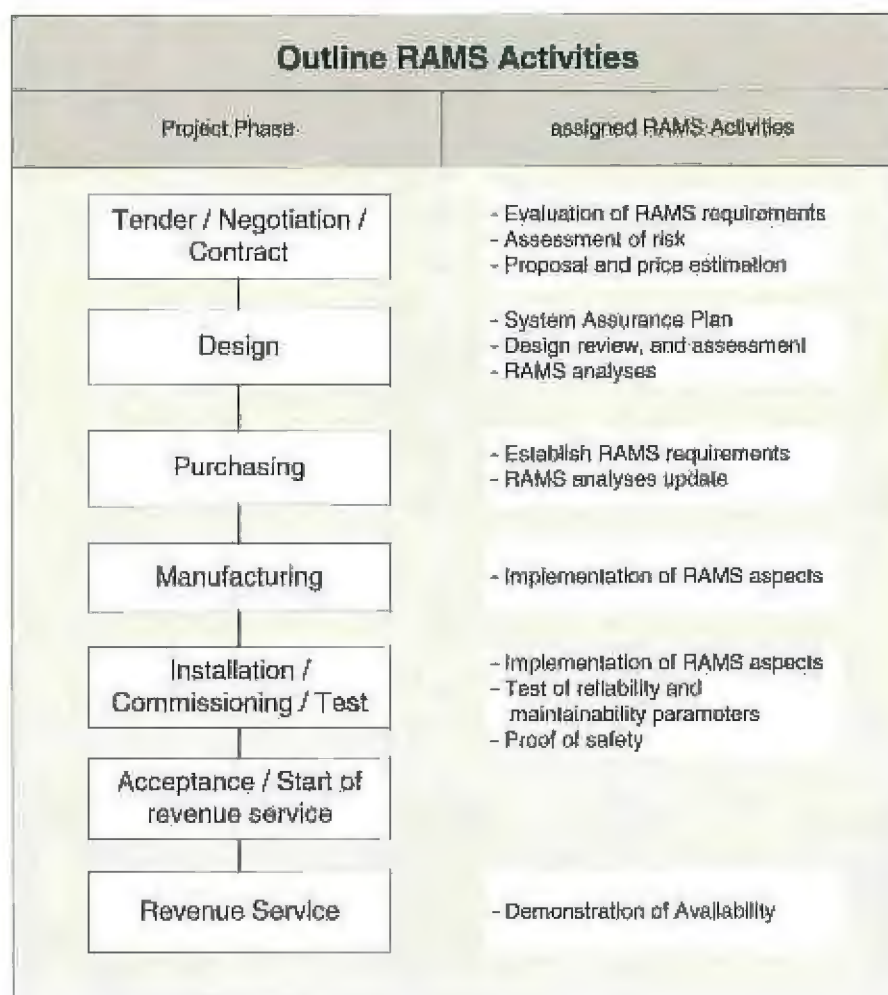 Outline RAMS Activities
Project Phase
assigned RAMS Activities
Tender / Negotiation /
Contract
- Evaluation of RAMS requirements
- Assessment of risk
- Proposal and price estimation
Design
- System Assurance Plan
- Design review, and assessment
- RAMS analyses
Purchasing
- Establish RAMS requirements
- RAMS analyses update
Manufacturing
- Implementation of RAMS aspects
Installation /
Commissioning / Test
- Implementation of RAMS aspects
- Test of reliability and
maintainability parameters
- Proof of safety
Acceptance / Start of
revenue service
Revenue Service
- Demonstration of Availability